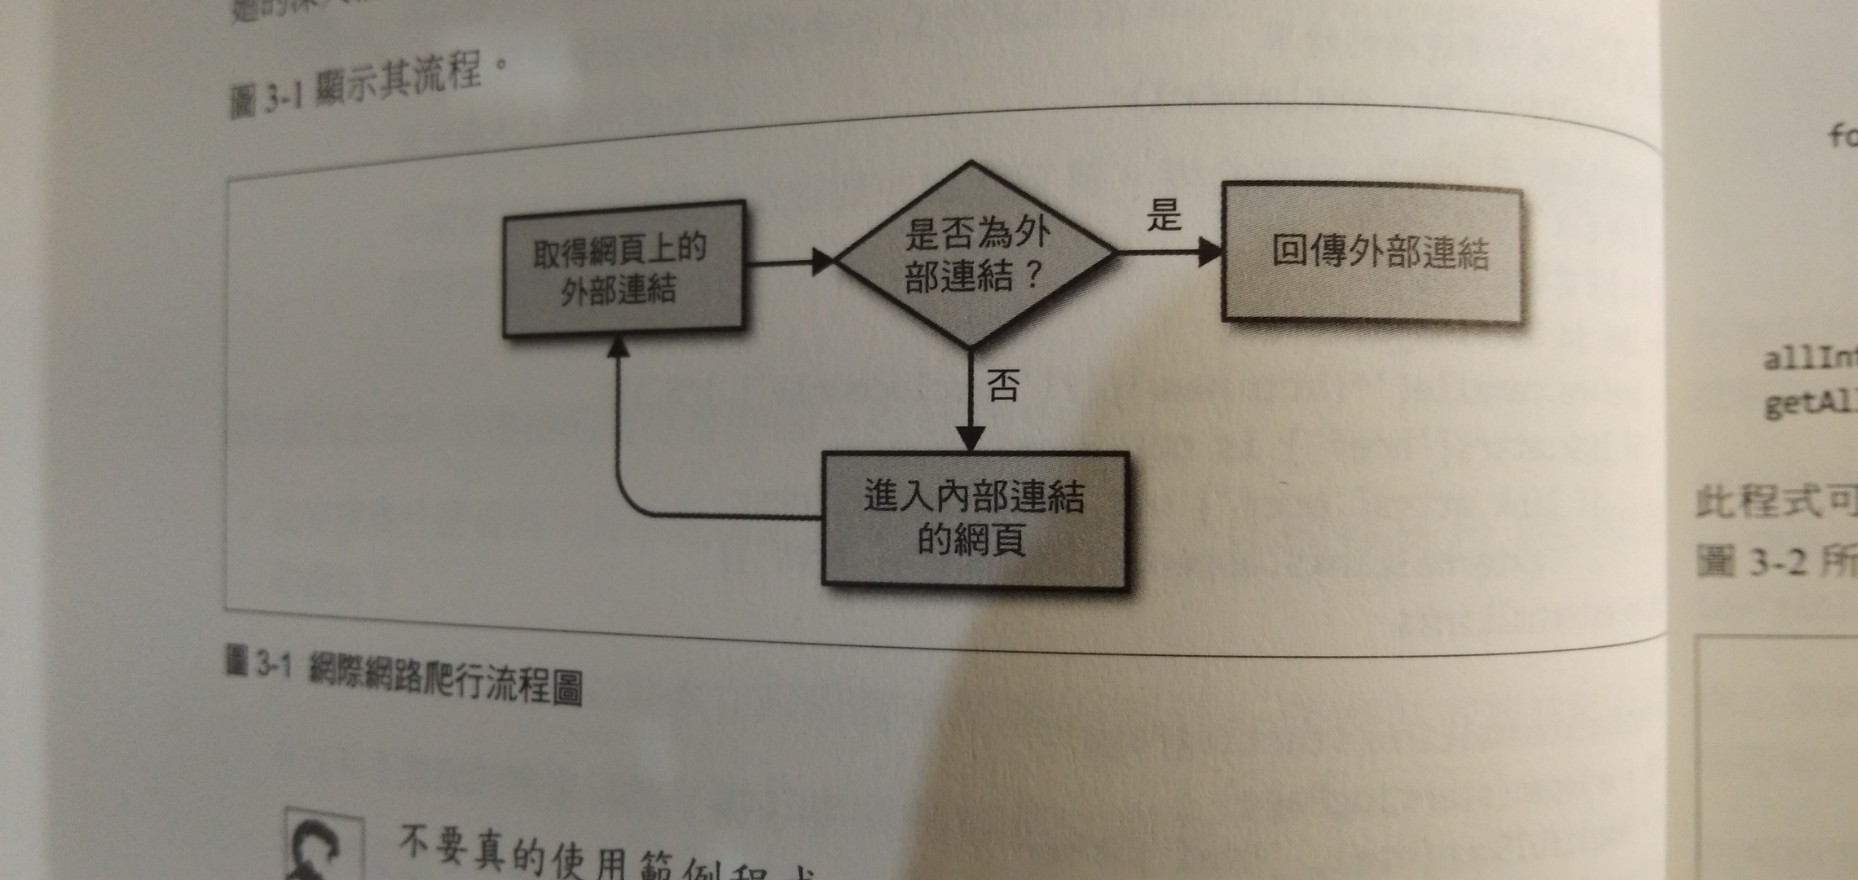 圖 3-1 顯示其流程。
取得網頁上的
外部連結
是否為外
部連結?
是
回傳外部連結
否
進入內部連結
的網頁
圖 3-1 網際網路爬行流程圖
不要真的使用範例程式
fo
allInt
getAll
此程式可
圖 3-2 所